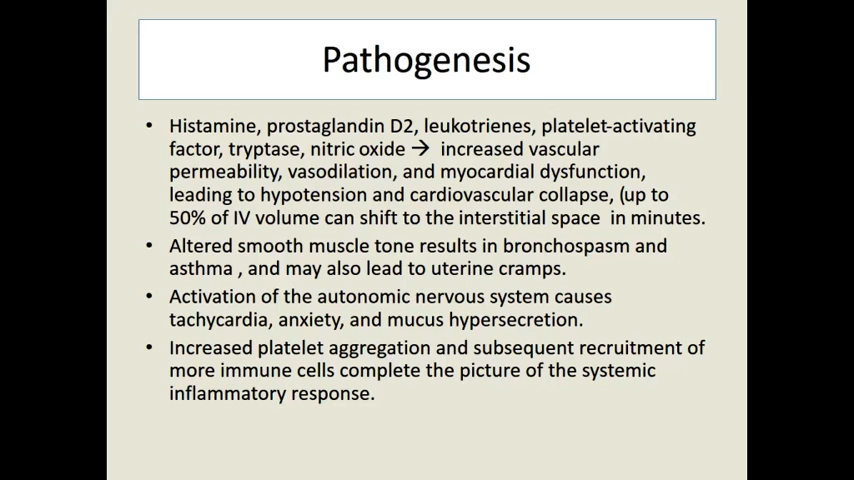 Pathogenesis
• Histamine, prostaglandin D2, leukotrienes, platelet-activating
factor, tryptase, nitric oxide → increased vascular
permeability, vasodilation, and myocardial dysfunction,
leading to hypotension and cardiovascular collapse, (up to
50% of IV volume can shift to the interstitial space in minutes.
• Altered smooth muscle tone results in bronchospasm and
asthma , and may also lead to uterine cramps.
• Activation of the autonomic nervous system causes
tachycardia, anxiety, and mucus hypersecretion.
• Increased platelet aggregation and subsequent recruitment of
more immune cells complete the picture of the systemic
inflammatory response.